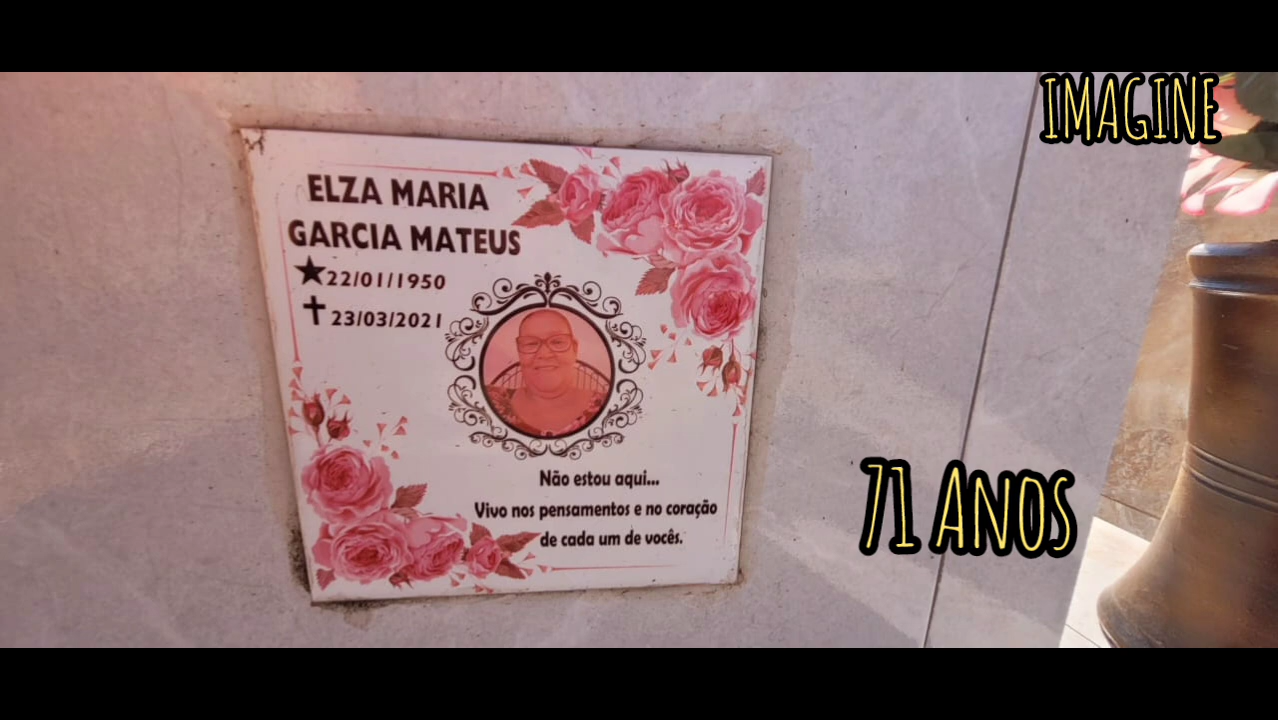 IMAGINE
ELZA MARIA
GARCIA MATEUS
★22/01/1950
✝ 23/03/2021
Não estou aqui...
Vivo nos pensamentos e no coração
de cada um de vocês.
71 ANOS